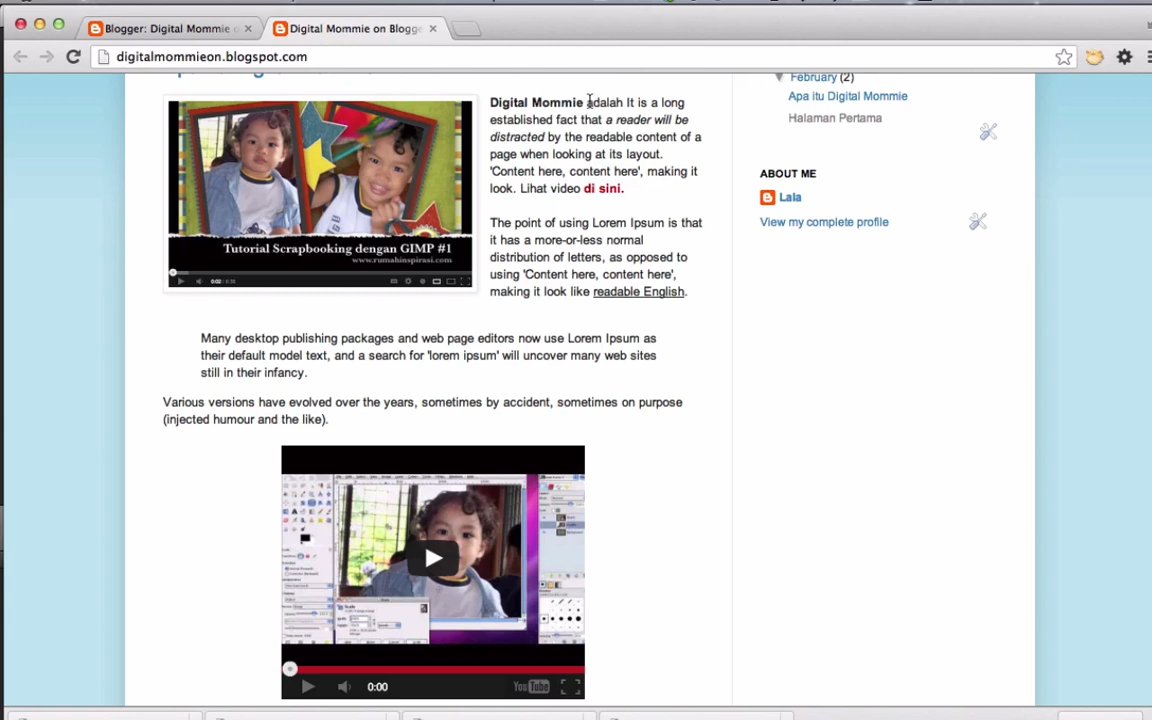 Blogger: Digital Mommie o
Digital Mommie on Blogge
digitalmommieon.blogspot.com
Digital Mommie adalah It is a long
established fact that a reader will be
distracted by the readable content of a
page when looking at its layout.
'Content here, content here', making it
look. Lihat video di sini.
The point of using Lorem Ipsum is that
it has a more-or-less normal
distribution of letters, as opposed to
using 'Content here, content here',
making it look like readable English.
Tutorial Scrapbooking dengan GIMP #1
www.rumahinspirasi.com
Many desktop publishing packages and web page editors now use Lorem Ipsum as
their default model text, and a search for 'lorem ipsum' will uncover many web sites
still in their infancy.
Various versions have evolved over the years, sometimes by accident, sometimes on purpose
(injected humour and the like).
0:00
YouTube
February (2)
Apa itu Digital Mommie
Halaman Pertama
ABOUT ME
Lala
View my complete profile